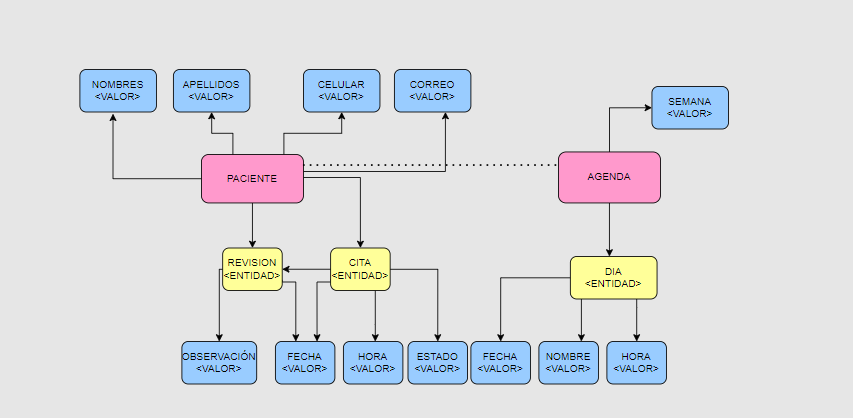 NOMBRES
<VALOR>
APELLIDOS
<VALOR>
CELULAR
<VALOR>
CORREO
<VALOR>
SEMANA
<VALOR>
PACIENTE
AGENDA
REVISION
<ENTIDAD>
CITA
<ENTIDAD>
DIA
<ENTIDAD>
OBSERVACIÓN
<VALOR>
FECHA
<VALOR>
HORA
<VALOR>
ESTADO
<VALOR>
FECHA
<VALOR>
NOMBRE
<VALOR>
HORA
<VALOR>